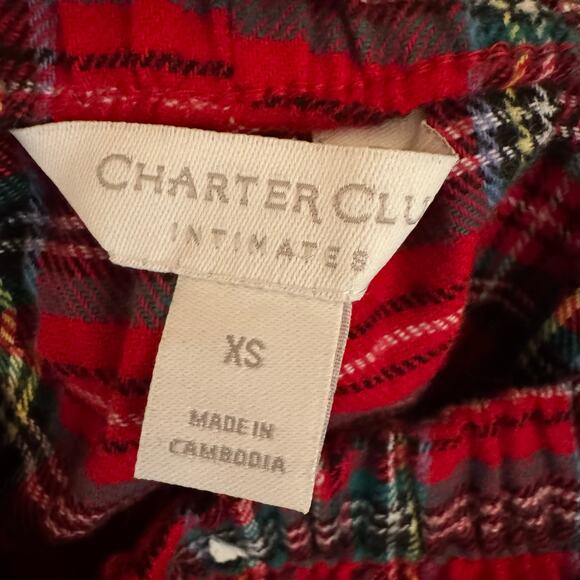 CHARTER CLU
INTIMATES
XS
MADE IN
CAMBODIA